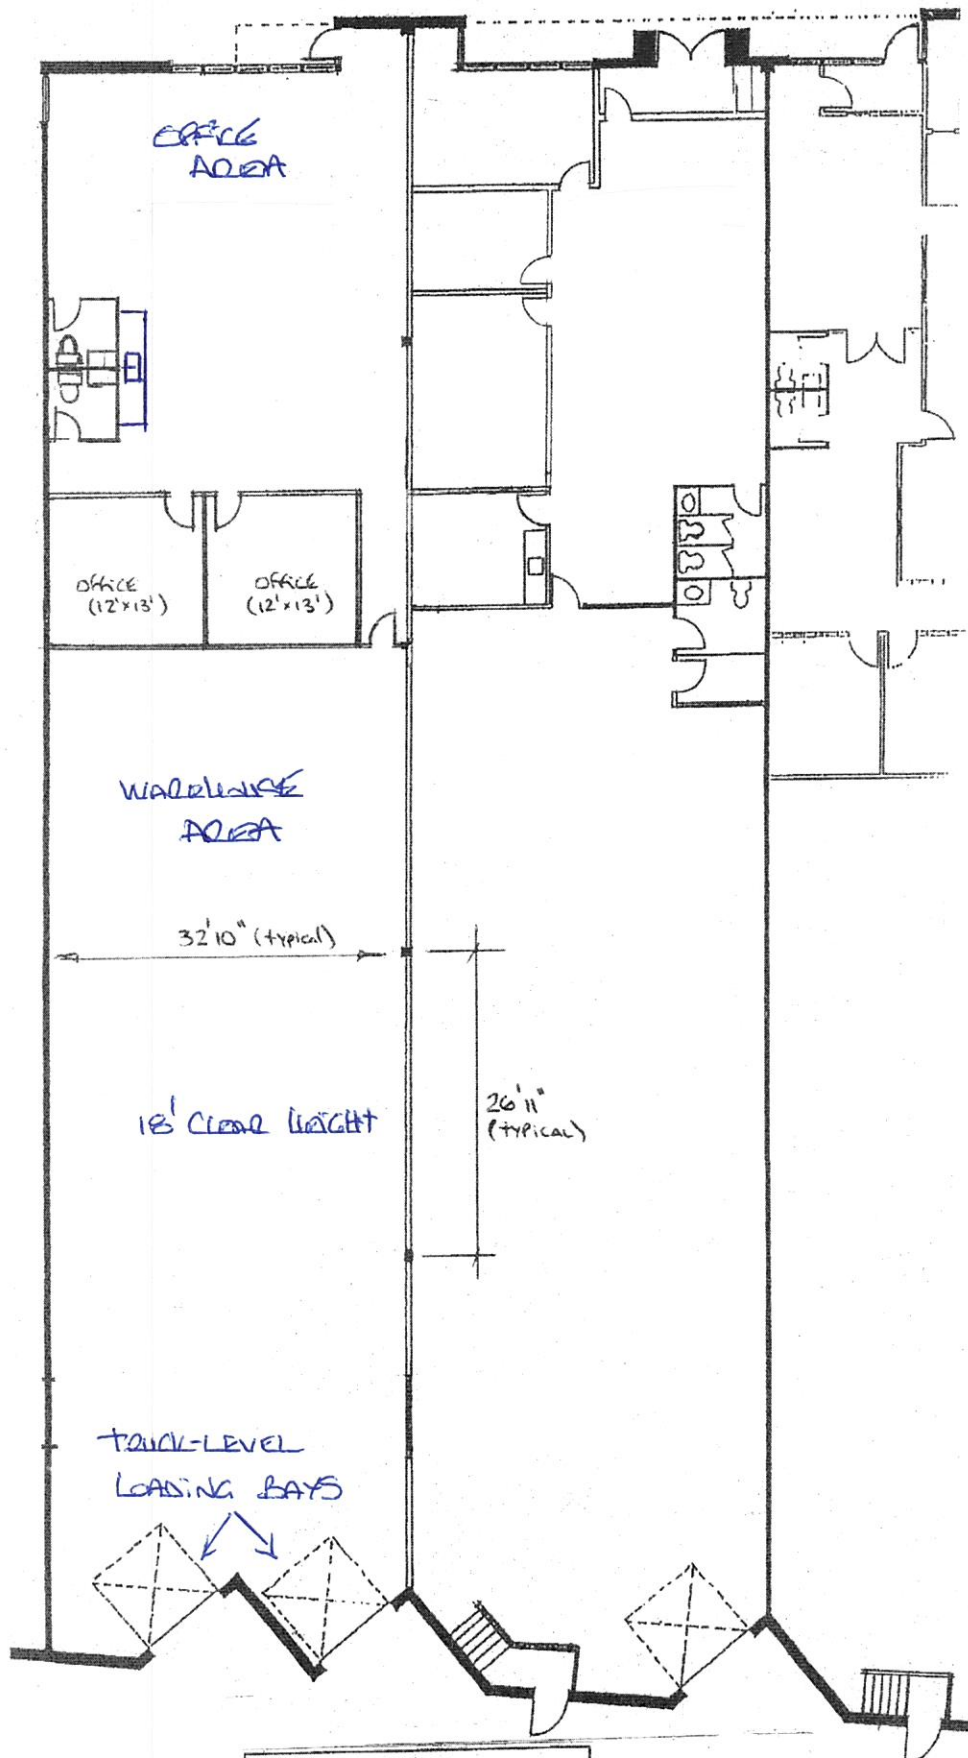 OFFICE
AREA
OFFICE
(12'x13')
OFFICE
(12'x13')
WAREHOUSE
AREA
32'10" (typical)
18' CLEAR HEIGHT
26'11"
(TYPICAL)
TRUCK-LEVEL
LOADING BAYS